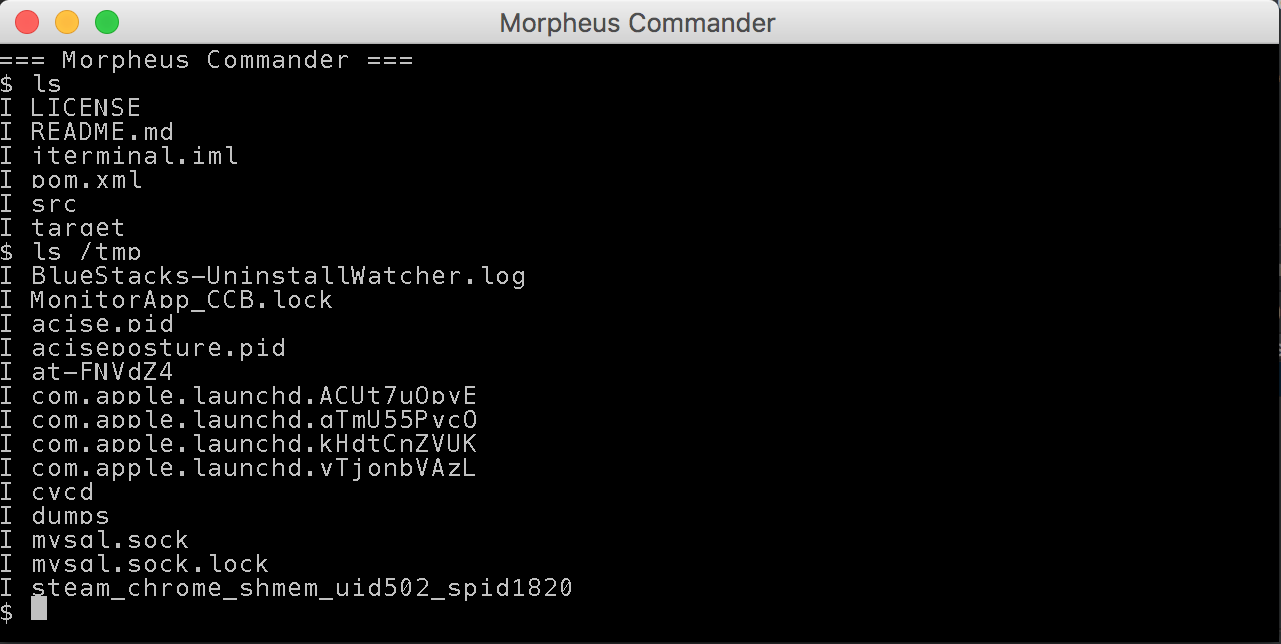 Morpheus Commander
=== Morpheus Commander ===
$ ls
I LICENSE
I README.md
I iterminal.iml
I pom.xml
I src
I target
$ ls /tmp
I BlueStacks-UninstallWatcher.log
I MonitorApp_CCB.lock
I acise.pid
I aciseposture.pid
I at-FNVdZ4
I com.apple.launchd.ACUt7uOpyE
I com.apple.launchd.gTmU55PvcO
I com.apple.launchd.kHdtCnZVUK
I com.apple.launchd.vTjonbVAzL
I cvcd
I dumps
I mysql.sock
I mysql.sock.lock
I steam_chrome_shmem_uid502_spid1820
$